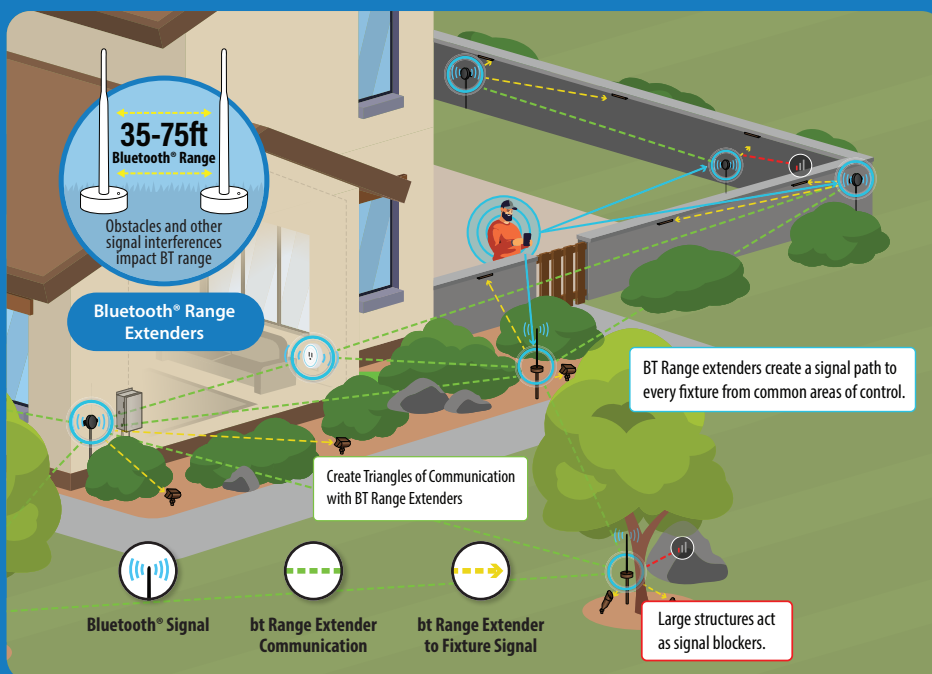 35-75ft
Bluetooth® Range
Obstacles and other
signal interferences
impact BT range
Bluetooth® Range
Extenders
BT Range extenders create a signal path to
every fixture from common areas of control.
Create Triangles of Communication
with BT Range Extenders
Bluetooth® Signal
bt Range Extender
Communication
bt Range Extender
to Fixture Signal
Large structures act
as signal blockers.